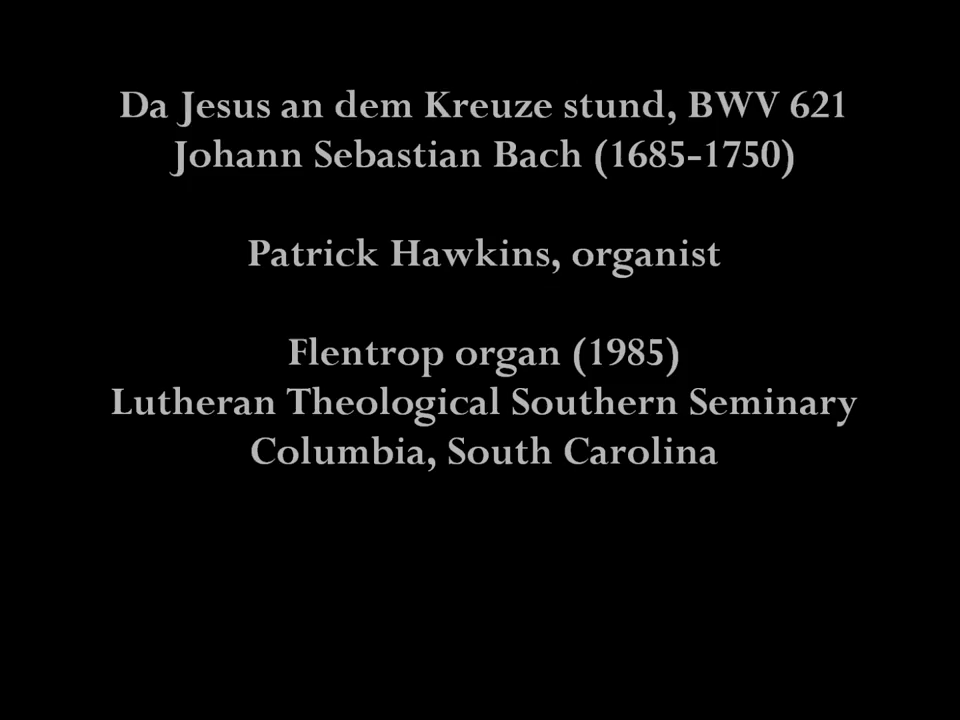 Da Jesus an dem Kreuze stund, BWV 621
Johann Sebastian Bach (1685-1750)
Patrick Hawkins, organist
Flentrop organ (1985)
Lutheran Theological Southern Seminary
Columbia, South Carolina